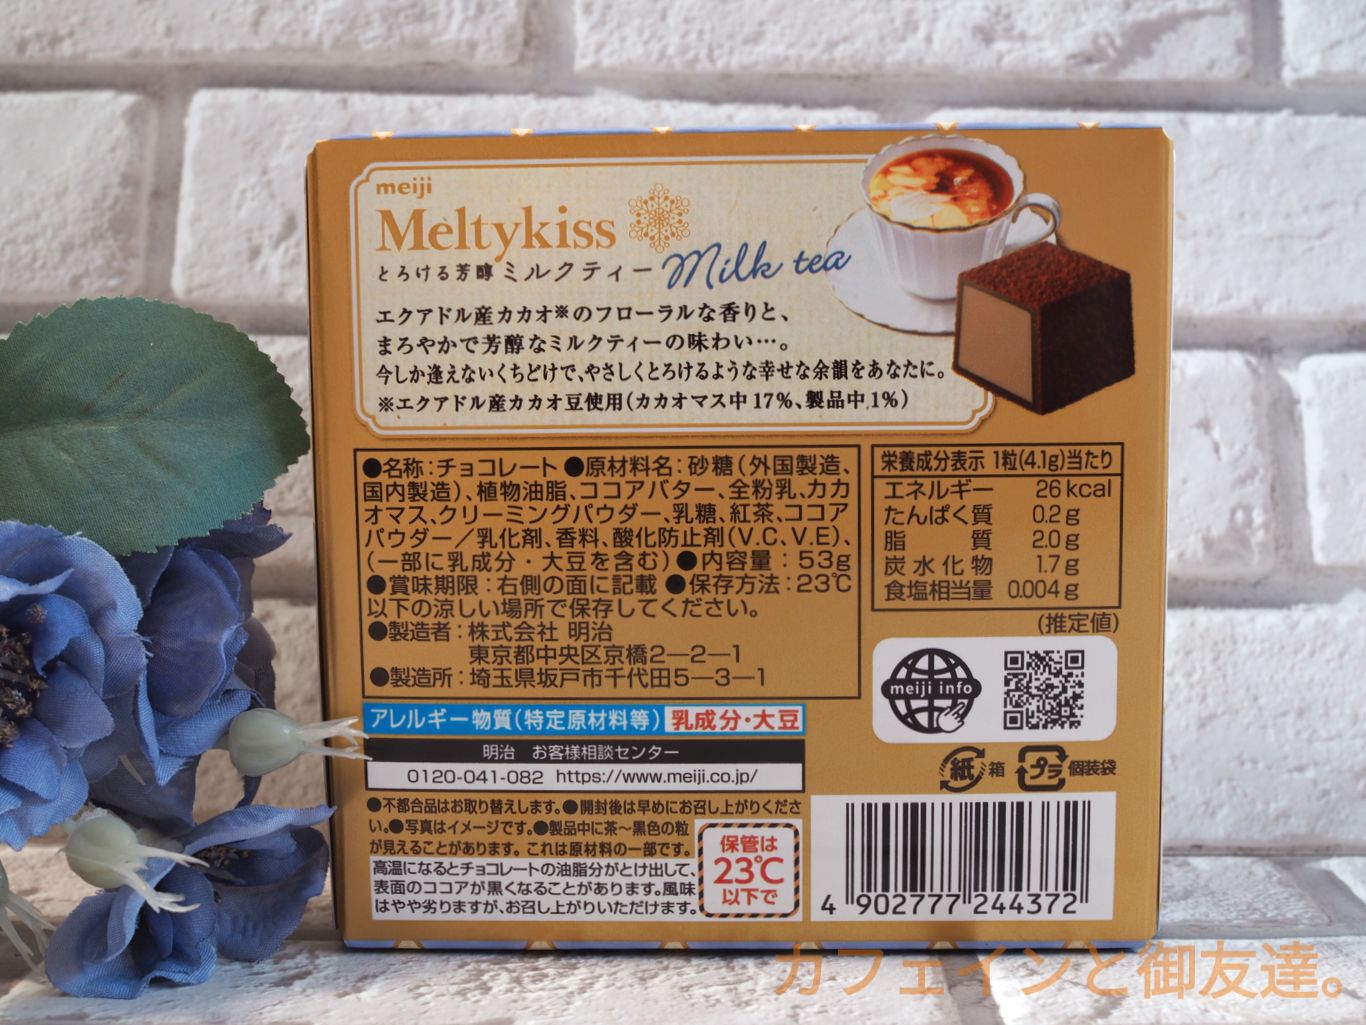 meiji
Meltykiss
とろける芳醇 ミルクティー Milk tea
エクアドル産カカオ※のフローラルな香りと、
まろやかで芳醇なミルクティーの味わい…。
今しか逢えないくちどけで、やさしくとろけるような幸せな余韻をあなたに。
※エクアドル産カカオ豆使用(カカオマス中17%、製品中1%)
●名称:チョコレート ●原材料名:砂糖(外国製造、
国内製造)、植物油脂、ココアバター、全粉乳、カカ
オマス、クリーミングパウダー、乳糖、紅茶、ココア
パウダー/乳化剤、香料、酸化防止剤(V.C、V.E)、
(一部に乳成分・大豆を含む) ●内容量:53g
●賞味期限:右側の面に記載 ●保存方法:23℃
以下の涼しい場所で保存してください。
●製造者:株式会社 明治
東京都中央区京橋2―2―1
●製造所:埼玉県坂戸市千代田5―3―1
栄養成分表示 1粒(4.1g)当たり
エネルギー 26kcal
たんぱく質 0.2g
脂質 2.0g
炭水化物 1.7g
食塩相当量 0.004g
(推定値)
meiji info
紙 箱 プラ 個装袋
アレルギー物質(特定原材料等) 乳成分・大豆
明治 お客様相談センター
0120-041-082 https://www.meiji.co.jp/
●不都合品はお取り替えします。●開封後は早めにお召し上がりくださ
い。●写真はイメージです。●製品中に茶~黒色の粒
が見えることがあります。これは原材料の一部です。
高温になるとチョコレートの油脂分がとけ出して、
表面のココアが黒くなることがあります。風味
はやや劣りますが、お召し上がりいただけます。
保管は
23℃
以下で
4 902777 244372
カフェインと御友達。